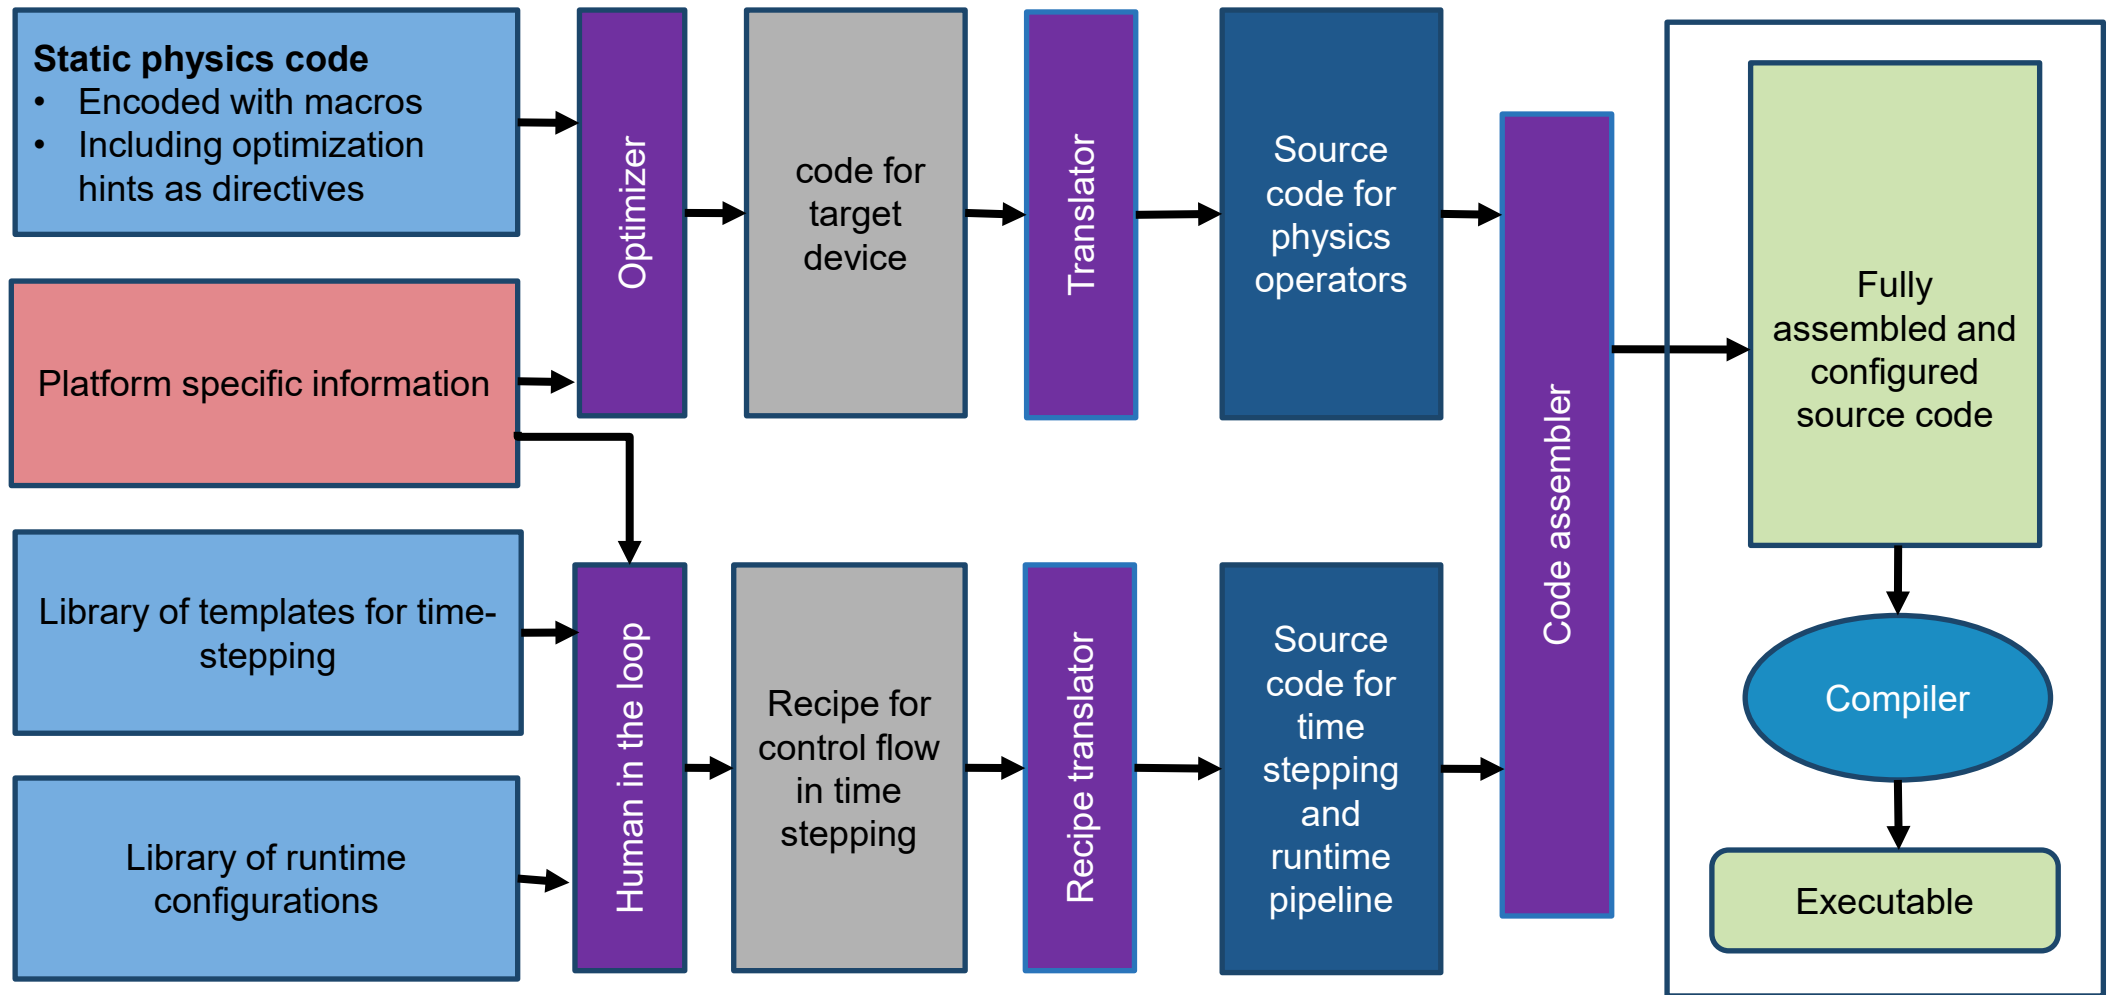 Static physics code
• Encoded with macros
• Including optimization
hints as directives
Platform specific information
Library of templates for time-
stepping
Library of runtime
configurations
Optimizer
Human in the loop
code for
target
device
Recipe for
control flow
in time
stepping
Translator
Recipe translator
Source
code for
physics
operators
Source
code for
time
stepping
and
runtime
pipeline
Code assembler
Fully
assembled and
configured
source code
Compiler
Executable